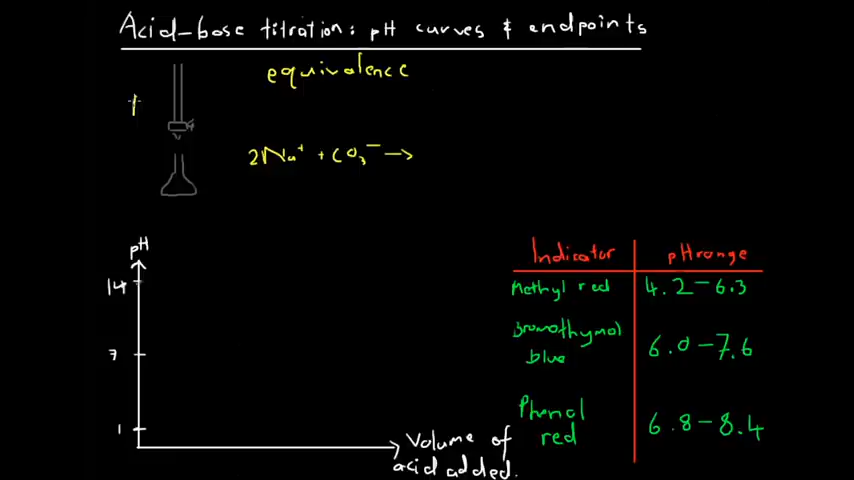 Acid-base titration: pH curves & endpoints
equivalence
2Na⁺ + CO₃⁻ →
pH
14
7
1
Volume of
acid added.
Indicator pH range
Methyl red 4.2-6.3
Bromothymol
blue 6.0-7.6
Phenol
red 6.8-8.4